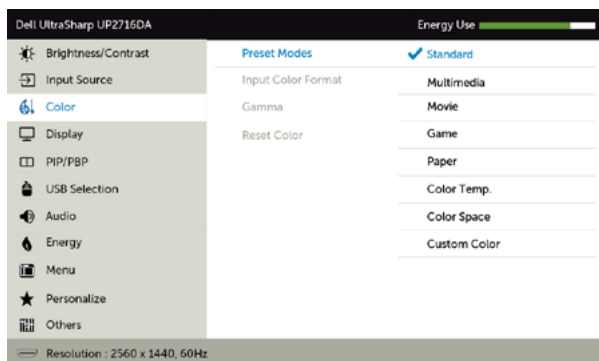 Dell UltraSharp UP2716DA Energy Use
Brightness/Contrast Preset Modes Standard
Input Source Input Color Format Multimedia
Color Gamma Movie
Display Reset Color Game
PIP/PBP Paper
USB Selection Color Temp.
Audio Color Space
Energy Custom Color
Menu
Personalize
Others
Resolution : 2560 x 1440, 60Hz